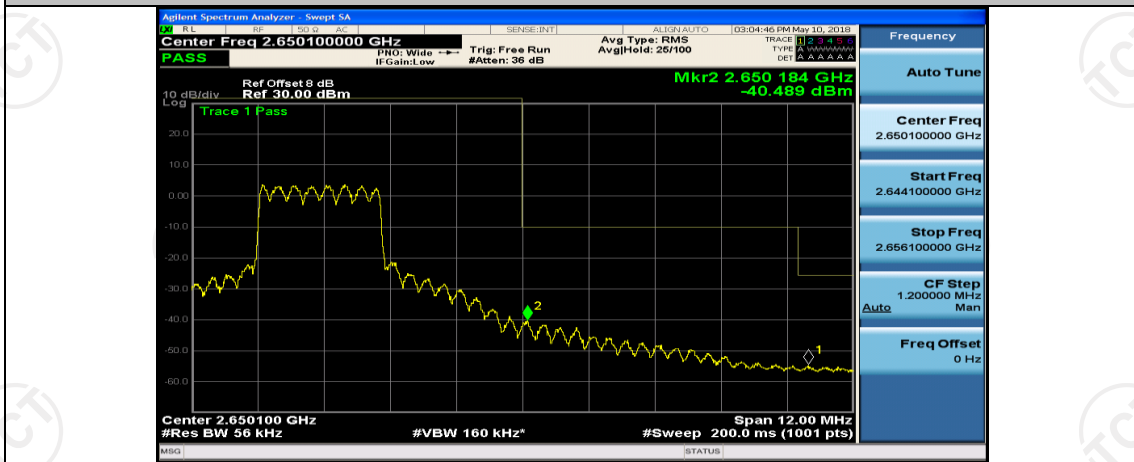 Agilent Spectrum Analyzer - Swept SA
LXI RL RF 50 Ω AC SENSE:INT ALIGN AUTO 03:04:46 PM May 10, 2018
Center Freq 2.650100000 GHz
PASS
PNO: Wide
IFGain:Low
Trig: Free Run
#Atten: 36 dB
Avg Type: RMS
Avg|Hold: 25/100
TRACE 1 2 3 4 5 6
TYPE A WWWWW
DET A A A A A A
Mkr2 2.650 184 GHz
-40.489 dBm
Ref Offset 8 dB
10 dB/div Ref 30.00 dBm
Log
Trace 1 Pass
20.0
10.0
0.00
-10.0
-20.0
-30.0
-40.0
-50.0
-60.0
2
1
Center 2.650100 GHz Span 12.00 MHz
#Res BW 56 kHz #VBW 160 kHz* #Sweep 200.0 ms (1001 pts)
MSG STATUS
Frequency
Auto Tune
Center Freq
2.650100000 GHz
Start Freq
2.644100000 GHz
Stop Freq
2.656100000 GHz
CF Step
1.200000 MHz
Auto Man
Freq Offset
0 Hz
TCT
TCT
TCT
TCT